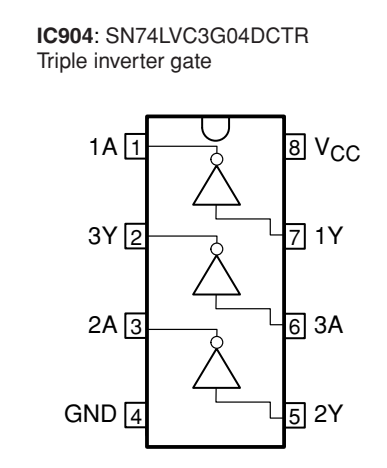 IC904: SN74LVC3G04DCTR
Triple inverter gate
1A 1 8 VCC
3Y 2 7 1Y
2A 3 6 3A
GND 4 5 2Y